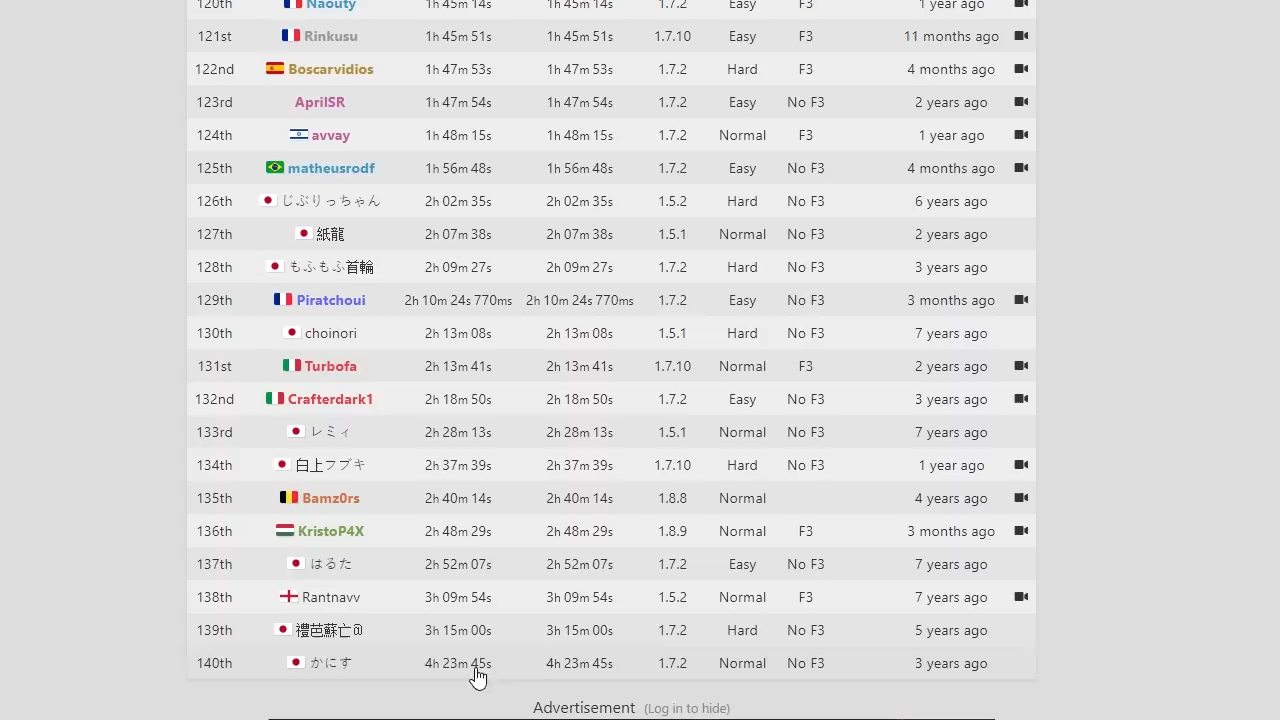 120th Naouty 1h 45m 14s 1h 45m 14s 1.7.2 Easy F3 1 year ago
121st Rinkusu 1h 45m 51s 1h 45m 51s 1.7.10 Easy F3 11 months ago
122nd Boscarvidios 1h 47m 53s 1h 47m 53s 1.7.2 Hard F3 4 months ago
123rd AprilSR 1h 47m 54s 1h 47m 54s 1.7.2 Easy No F3 2 years ago
124th avvay 1h 48m 15s 1h 48m 15s 1.7.2 Normal F3 1 year ago
125th matheusrodf 1h 56m 48s 1h 56m 48s 1.7.2 Easy No F3 4 months ago
126th じぶりっちゃん 2h 02m 35s 2h 02m 35s 1.5.2 Hard No F3 6 years ago
127th 紙龍 2h 07m 38s 2h 07m 38s 1.5.1 Normal No F3 2 years ago
128th もふもふ首輪 2h 09m 27s 2h 09m 27s 1.7.2 Hard No F3 3 years ago
129th Piratchoui 2h 10m 24s 770ms 2h 10m 24s 770ms 1.7.2 Easy No F3 3 months ago
130th choinori 2h 13m 08s 2h 13m 08s 1.5.1 Hard No F3 7 years ago
131st Turbofa 2h 13m 41s 2h 13m 41s 1.7.10 Normal F3 2 years ago
132nd Crafterdark1 2h 18m 50s 2h 18m 50s 1.7.2 Easy No F3 3 years ago
133rd レミィ 2h 28m 13s 2h 28m 13s 1.5.1 Normal No F3 7 years ago
134th 白上フブキ 2h 37m 39s 2h 37m 39s 1.7.10 Hard No F3 1 year ago
135th Bamz0rs 2h 40m 14s 2h 40m 14s 1.8.8 Normal 4 years ago
136th KristoP4X 2h 48m 29s 2h 48m 29s 1.8.9 Normal F3 3 months ago
137th はるた 2h 52m 07s 2h 52m 07s 1.7.2 Easy No F3 7 years ago
138th Rantnavv 3h 09m 54s 3h 09m 54s 1.5.2 Normal F3 7 years ago
139th 禮芭蘇亡@ 3h 15m 00s 3h 15m 00s 1.7.2 Hard No F3 5 years ago
140th かにす 4h 23m 45s 4h 23m 45s 1.7.2 Normal No F3 3 years ago
Advertisement (Log in to hide)